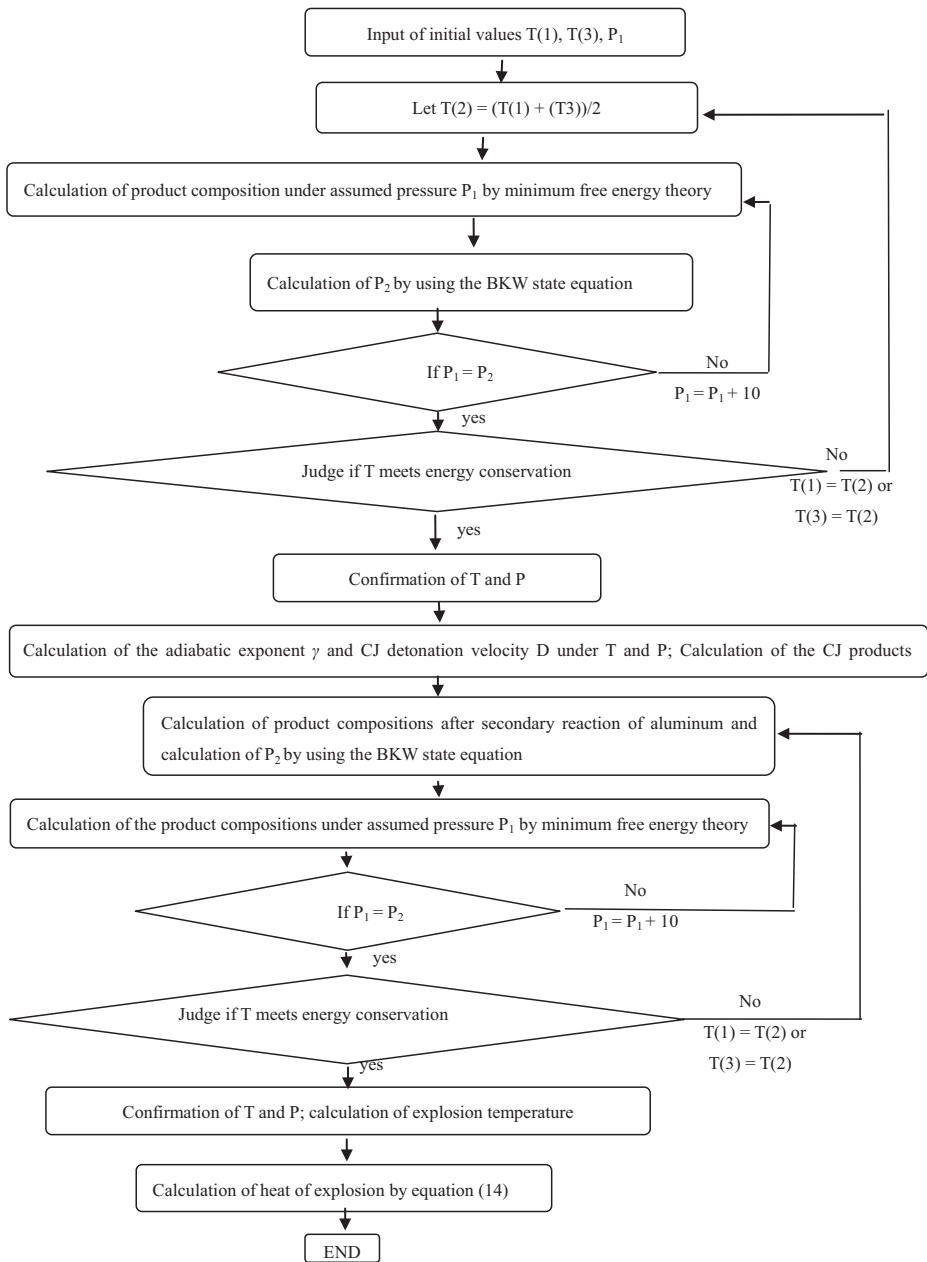 Input of initial values T(1), T(3), P₁
Let T(2) = (T(1) + (T3))/2
Calculation of product composition under assumed pressure P₁ by minimum free energy theory
Calculation of P₂ by using the BKW state equation
If P₁ = P₂
No
P₁ = P₁ + 10
yes
Judge if T meets energy conservation
No
T(1) = T(2) or
T(3) = T(2)
yes
Confirmation of T and P
Calculation of the adiabatic exponent γ and CJ detonation velocity D under T and P; Calculation of the CJ products
Calculation of product compositions after secondary reaction of aluminum and
calculation of P₂ by using the BKW state equation
Calculation of the product compositions under assumed pressure P₁ by minimum free energy theory
If P₁ = P₂
No
P₁ = P₁ + 10
yes
Judge if T meets energy conservation
No
T(1) = T(2) or
T(3) = T(2)
yes
Confirmation of T and P; calculation of explosion temperature
Calculation of heat of explosion by equation (14)
END